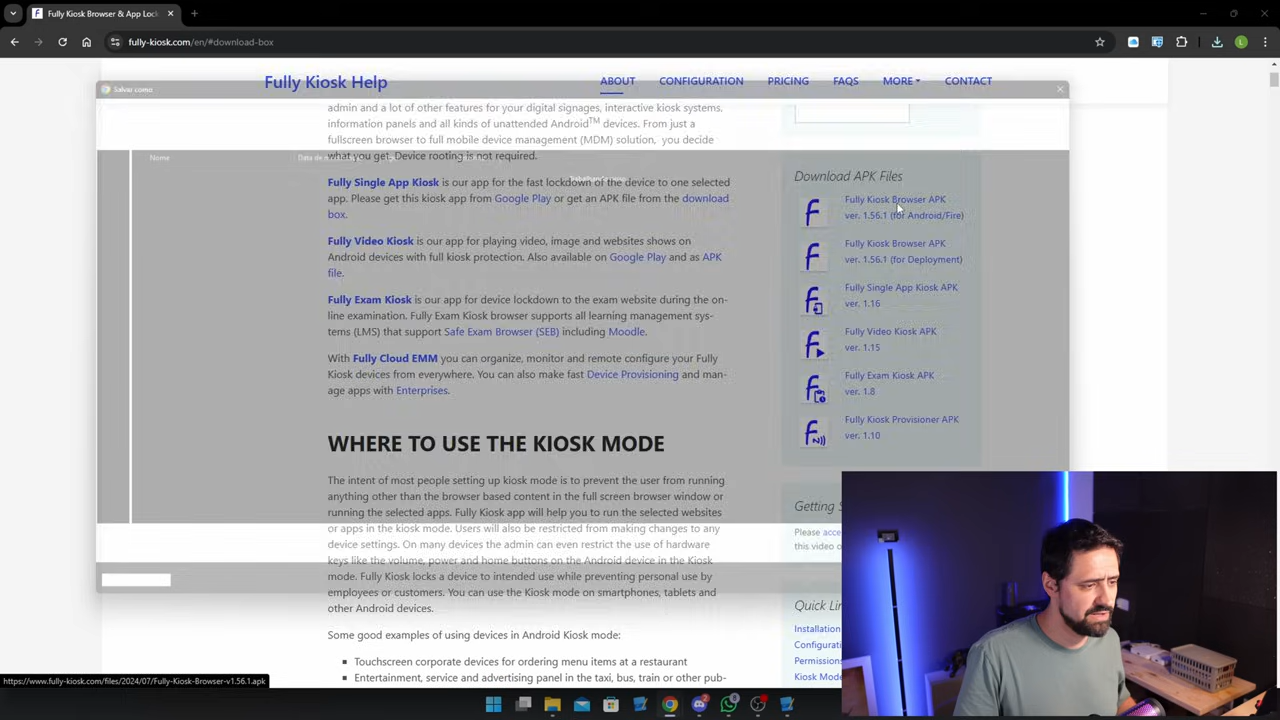 Fully Kiosk Browser & App Loc
fully-kiosk.com/en/#download-box
Fully Kiosk Help
ABOUT
CONFIGURATION
PRICING
FAQS
MORE
CONTACT
Salvar como
admin and a lot of other features for your digital signages, interactive kiosk systems,
information panels and all kinds of unattended Android™ devices. From just a
fullscreen browser to full mobile device management (MDM) solution, you decide
what you get. Device rooting is not required.
Nome
Data de
Fully Single App Kiosk is our app for the fast lockdown of the device to one selected
app. Please get this kiosk app from Google Play or get an APK file from the download
box.
Fully Video Kiosk is our app for playing video, image and websites shows on
Android devices with full kiosk protection. Also available on Google Play and as APK
file.
Fully Exam Kiosk is our app for device lockdown to the exam website during the on-
line examination. Fully Exam Kiosk browser supports all learning management sys-
tems (LMS) that support Safe Exam Browser (SEB) including Moodle.
With Fully Cloud EMM you can organize, monitor and remote configure your Fully
Kiosk devices from everywhere. You can also make fast Device Provisioning and man-
age apps with Enterprises.
WHERE TO USE THE KIOSK MODE
The intent of most people setting up kiosk mode is to prevent the user from running
anything other than the browser based content in the full screen browser window or
running the selected apps. Fully Kiosk app will help you to run the selected websites
or apps in the kiosk mode. Users will also be restricted from making changes to any
device settings. On many devices the admin can even restrict the use of hardware
keys like the volume, power and home buttons on the Android device in the Kiosk
mode. Fully Kiosk locks a device to intended use while preventing personal use by
employees or customers. You can use the Kiosk mode on smartphones, tablets and
other Android devices.
Some good examples of using devices in Android Kiosk mode:
Touchscreen corporate devices for ordering menu items at a restaurant
Entertainment, service and advertising panel in the taxi, bus, train or other pub-
Download APK Files
Fully Kiosk Browser APK
ver. 1.56.1 (for Android/Fire)
Fully Kiosk Browser APK
ver. 1.56.1 (for Deployment)
Fully Single App Kiosk APK
ver. 1.16
Fully Video Kiosk APK
ver. 1.15
Fully Exam Kiosk APK
ver. 1.8
Fully Kiosk Provisioner APK
ver. 1.10
Getting S
Please acce
this video o
Quick Lin
Installation
Configurati
Permissions
Kiosk Mode
https://www.fully-kiosk.com/files/2024/07/Fully-Kiosk-Browser-v1.56.1.apk